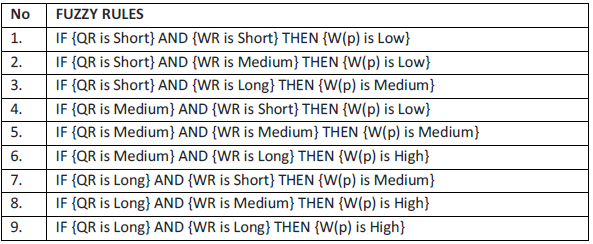 No FUZZY RULES
1. IF {QR is Short} AND {WR is Short} THEN {W(p) is Low}
2. IF {QR is Short} AND {WR is Medium} THEN {W(p) is Low}
3. IF {QR is Short} AND {WR is Long} THEN {W(p) is Medium}
4. IF {QR is Medium} AND {WR is Short} THEN {W(p) is Low}
5. IF {QR is Medium} AND {WR is Medium} THEN {W(p) is Medium}
6. IF {QR is Medium} AND {WR is Long} THEN {W(p) is High}
7. IF {QR is Long} AND {WR is Short} THEN {W(p) is Medium}
8. IF {QR is Long} AND {WR is Medium} THEN {W(p) is High}
9. IF {QR is Long} AND {WR is Long} THEN {W(p) is High}